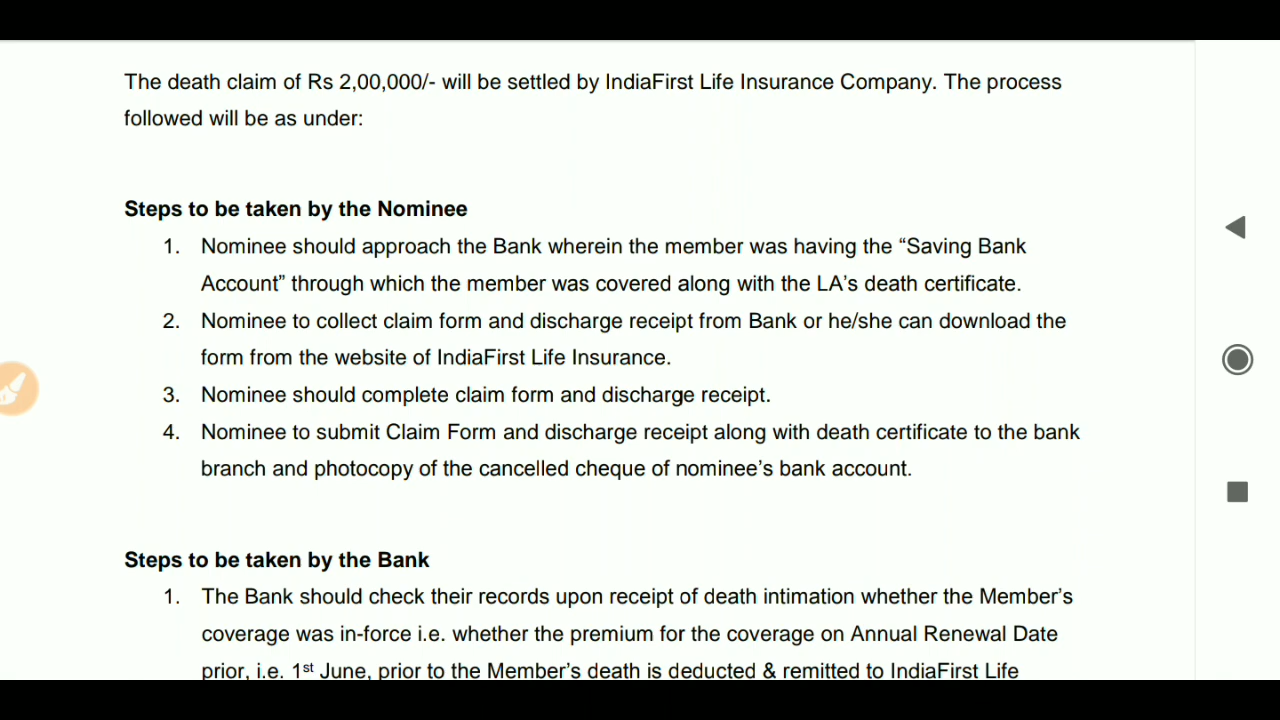 The death claim of Rs 2,00,000/- will be settled by IndiaFirst Life Insurance Company. The process
followed will be as under:
Steps to be taken by the Nominee
1. Nominee should approach the Bank wherein the member was having the “Saving Bank
Account” through which the member was covered along with the LA’s death certificate.
2. Nominee to collect claim form and discharge receipt from Bank or he/she can download the
form from the website of IndiaFirst Life Insurance.
3. Nominee should complete claim form and discharge receipt.
4. Nominee to submit Claim Form and discharge receipt along with death certificate to the bank
branch and photocopy of the cancelled cheque of nominee’s bank account.
Steps to be taken by the Bank
1. The Bank should check their records upon receipt of death intimation whether the Member’s
coverage was in-force i.e. whether the premium for the coverage on Annual Renewal Date
prior, i.e. 1st June, prior to the Member’s death is deducted & remitted to IndiaFirst Life